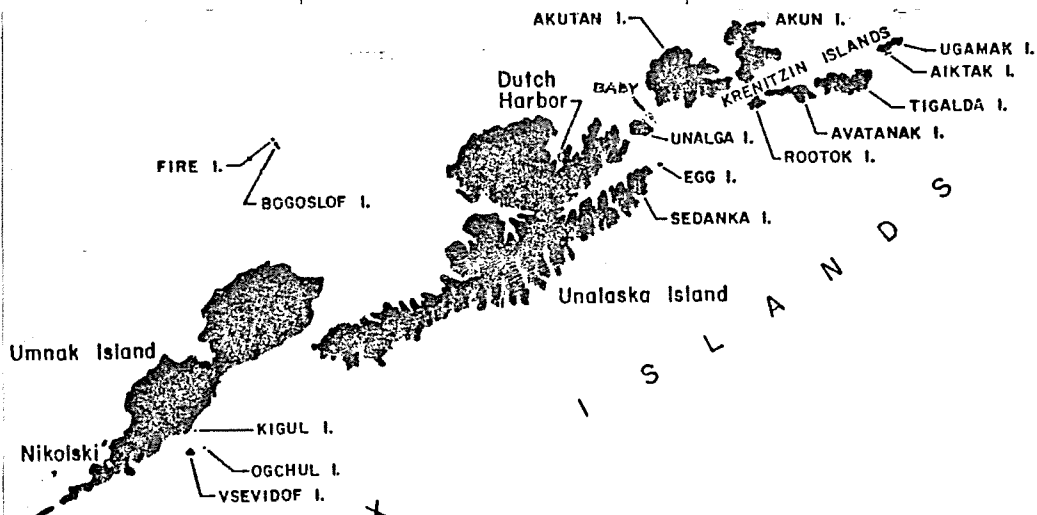 AKUTAN I.
AKUN I.
KRENITZIN ISLANDS
UGAMAK I.
AIKTAK I.
Dutch
Harbor
BABY
TIGALDA I.
UNALGA I.
AVATANAK I.
ROOTOK I.
FIRE I.
EGG I.
BOGOSLOF I.
SEDANKA I.
ISLANDS
Unalaska Island
Umnak Island
KIGUL I.
Nikolski
OGCHUL I.
VSEVIDOF I.